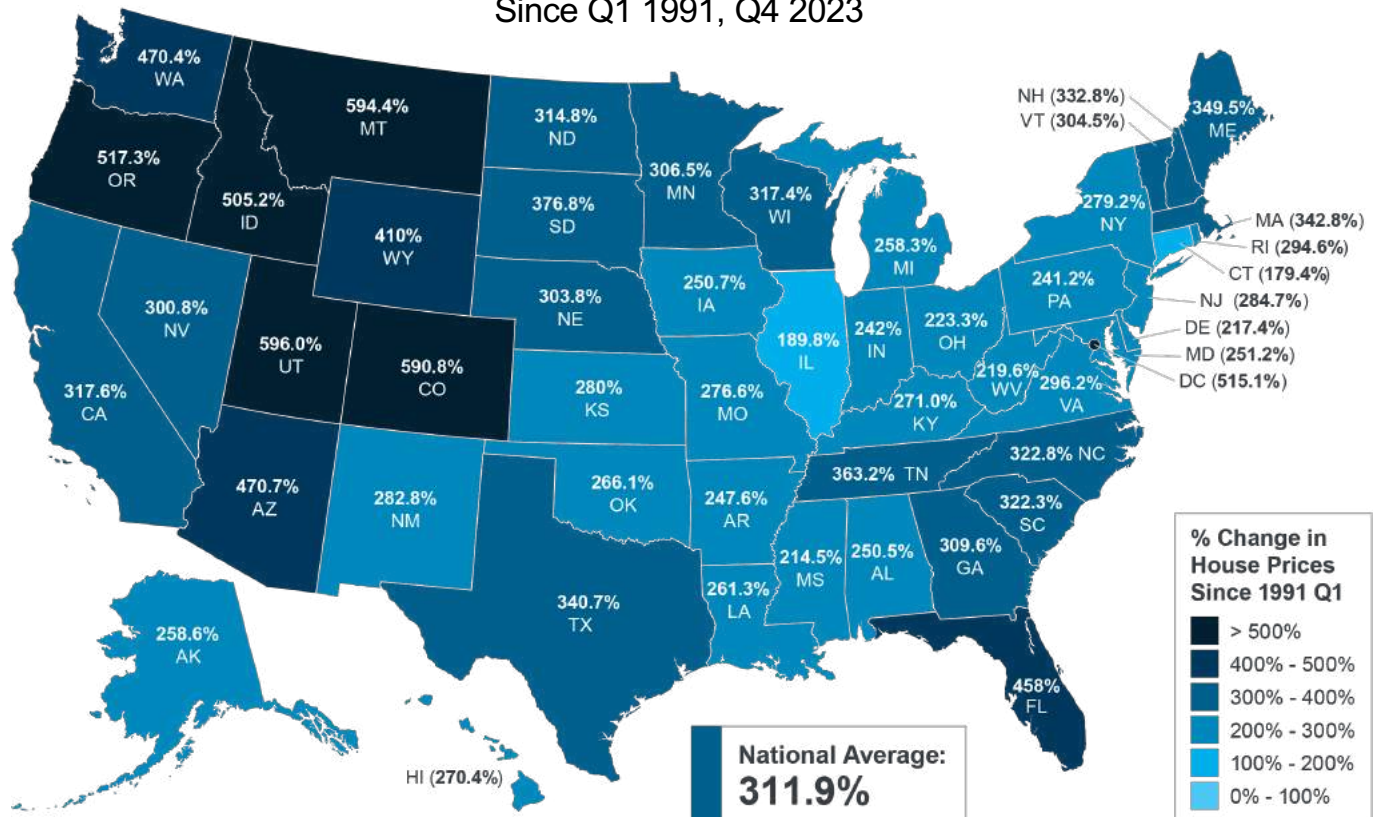 Since Q1 1991, Q4 2023
470.4%
WA
594.4%
MT
314.8%
ND
306.5%
MN
NH (332.8%)
VT (304.5%)
349.5%
ME
517.3%
OR
505.2%
ID
376.8%
SD
317.4%
WI
279.2%
NY
MA (342.8%)
RI (294.6%)
CT (179.4%)
NJ (284.7%)
DE (217.4%)
MD (251.2%)
DC (515.1%)
410%
WY
258.3%
MI
241.2%
PA
300.8%
NV
303.8%
NE
250.7%
IA
189.8%
IL
242%
IN
223.3%
OH
596.0%
UT
590.8%
CO
219.6%
WV
296.2%
VA
317.6%
CA
280%
KS
276.6%
MO
271.0%
KY
470.7%
AZ
282.8%
NM
266.1%
OK
247.6%
AR
363.2% TN
322.8% NC
322.3%
SC
340.7%
TX
261.3%
LA
214.5%
MS
250.5%
AL
309.6%
GA
258.6%
AK
HI (270.4%)
458%
FL
National Average:
311.9%
% Change in
House Prices
Since 1991 Q1
> 500%
400% - 500%
300% - 400%
200% - 300%
100% - 200%
0% - 100%